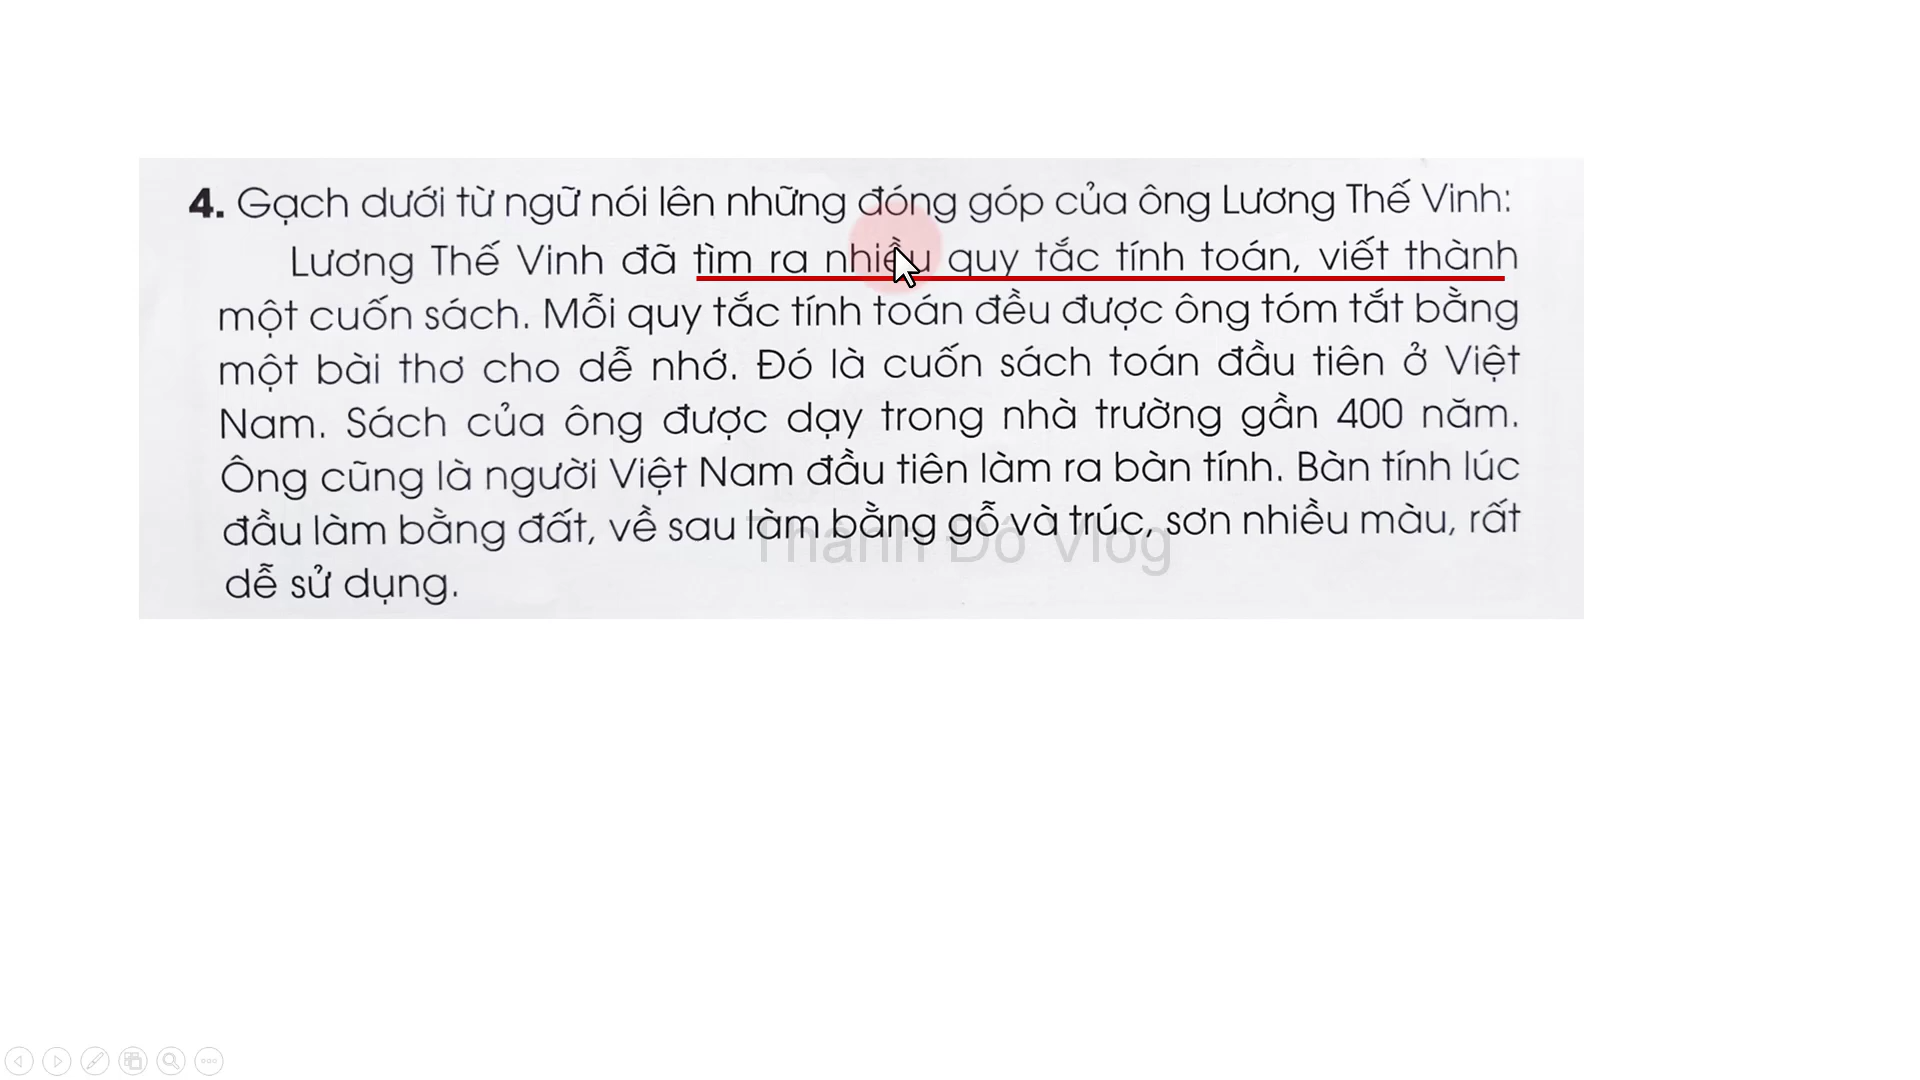 4. Gạch dưới từ ngữ nói lên những đóng góp của ông Lương Thế Vinh:
Lương Thế Vinh đã tìm ra nhiều quy tắc tính toán, viết thành
một cuốn sách. Mỗi quy tắc tính toán đều được ông tóm tắt bằng
một bài thơ cho dễ nhớ. Đó là cuốn sách toán đầu tiên ở Việt
Nam. Sách của ông được dạy trong nhà trường gần 400 năm.
Ông cũng là người Việt Nam đầu tiên làm ra bàn tính. Bàn tính lúc
đầu làm bằng đất, về sau làm bằng gỗ và trúc, sơn nhiều màu, rất
Thành Đô Vlog
dễ sử dụng.